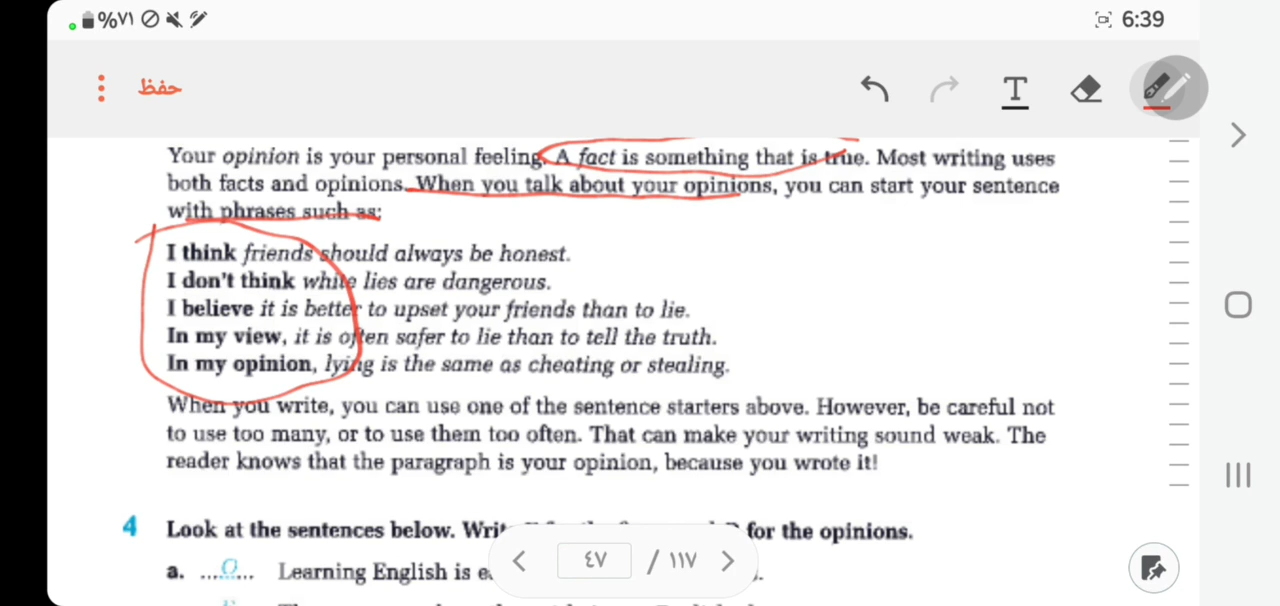 %٧١ 6:39
حفظ T
Your opinion is your personal feeling. A fact is something that is true. Most writing uses
both facts and opinions. When you talk about your opinions, you can start your sentence
with phrases such as:
I think friends should always be honest.
I don't think white lies are dangerous.
I believe it is better to upset your friends than to lie.
In my view, it is often safer to lie than to tell the truth.
In my opinion, lying is the same as cheating or stealing.
When you write, you can use one of the sentence starters above. However, be careful not
to use too many, or to use them too often. That can make your writing sound weak. The
reader knows that the paragraph is your opinion, because you wrote it!
4 Look at the sentences below. for the opinions.
٤٧ / ١١٧
a. ....O.... Learning English is